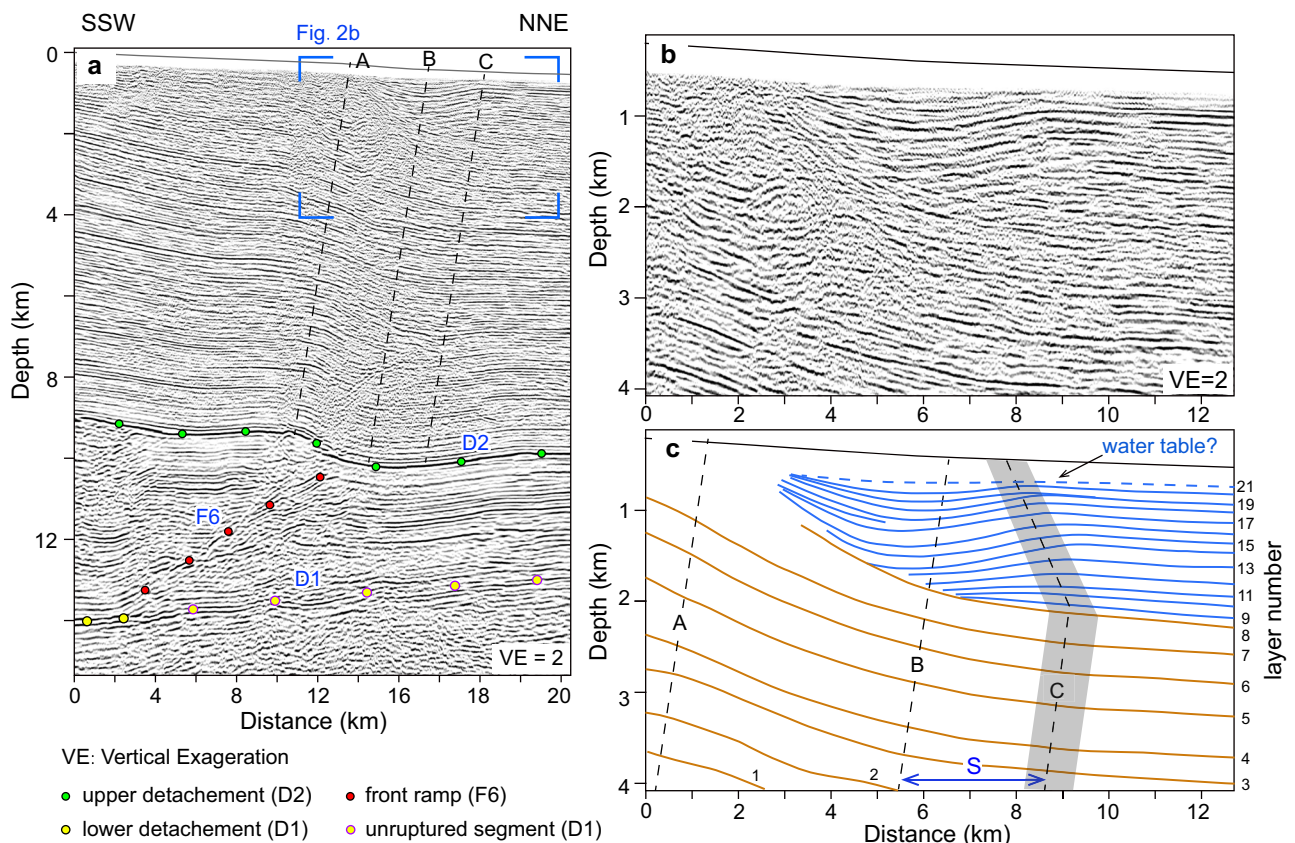 SSW
NNE
Fig. 2b
a
A
B
C
0
4
8
12
Depth (km)
D2
F6
D1
VE = 2
0
4
8
12
16
20
Distance (km)
b
1
2
3
4
Depth (km)
VE=2
0
2
4
6
8
10
12
c
water table?
1
2
3
4
Depth (km)
A
B
C
S
1
2
21
19
17
15
13
11
9
8
7
6
5
4
3
layer number
0
2
4
6
8
10
12
Distance (km)
VE: Vertical Exageration
upper detachement (D2)
front ramp (F6)
lower detachement (D1)
unruptured segment (D1)